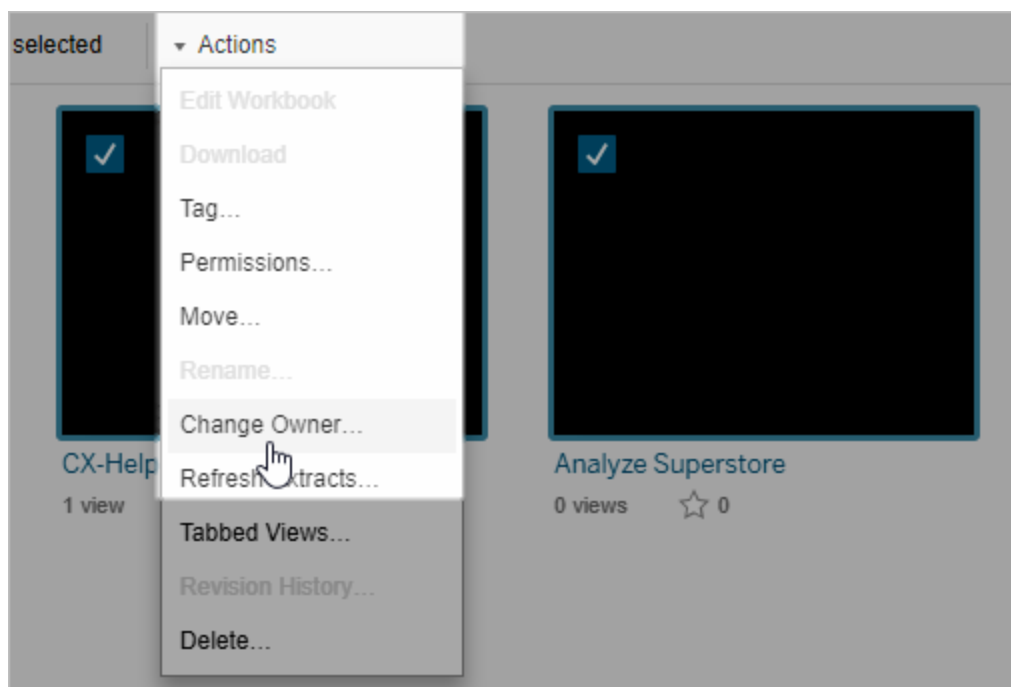 selected
Actions
Edit Workbook
Download
Tag...
Permissions...
Move...
Rename...
Change Owner...
Refresh
Tabbed Views...
Revision History...
Delete...
CX-Help
1 view
Analyze Superstore
0 views 0